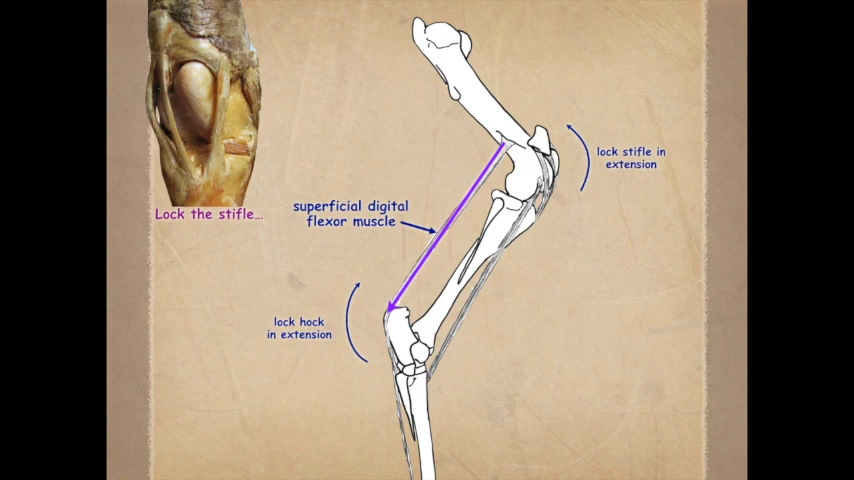 Lock the stifle...
lock stifle in
extension
superficial digital
flexor muscle
lock hock
in extension